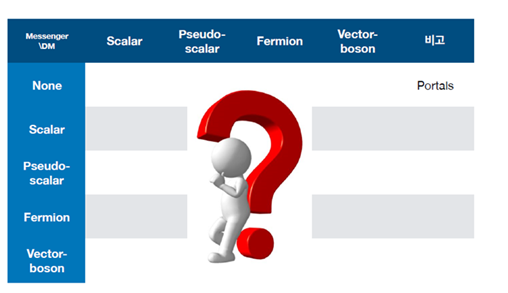 Messenger
\DM
Scalar
Pseudo-
scalar
Fermion
Vector-
boson
비고
None
Portals
Scalar
Pseudo-
scalar
Fermion
Vector-
boson